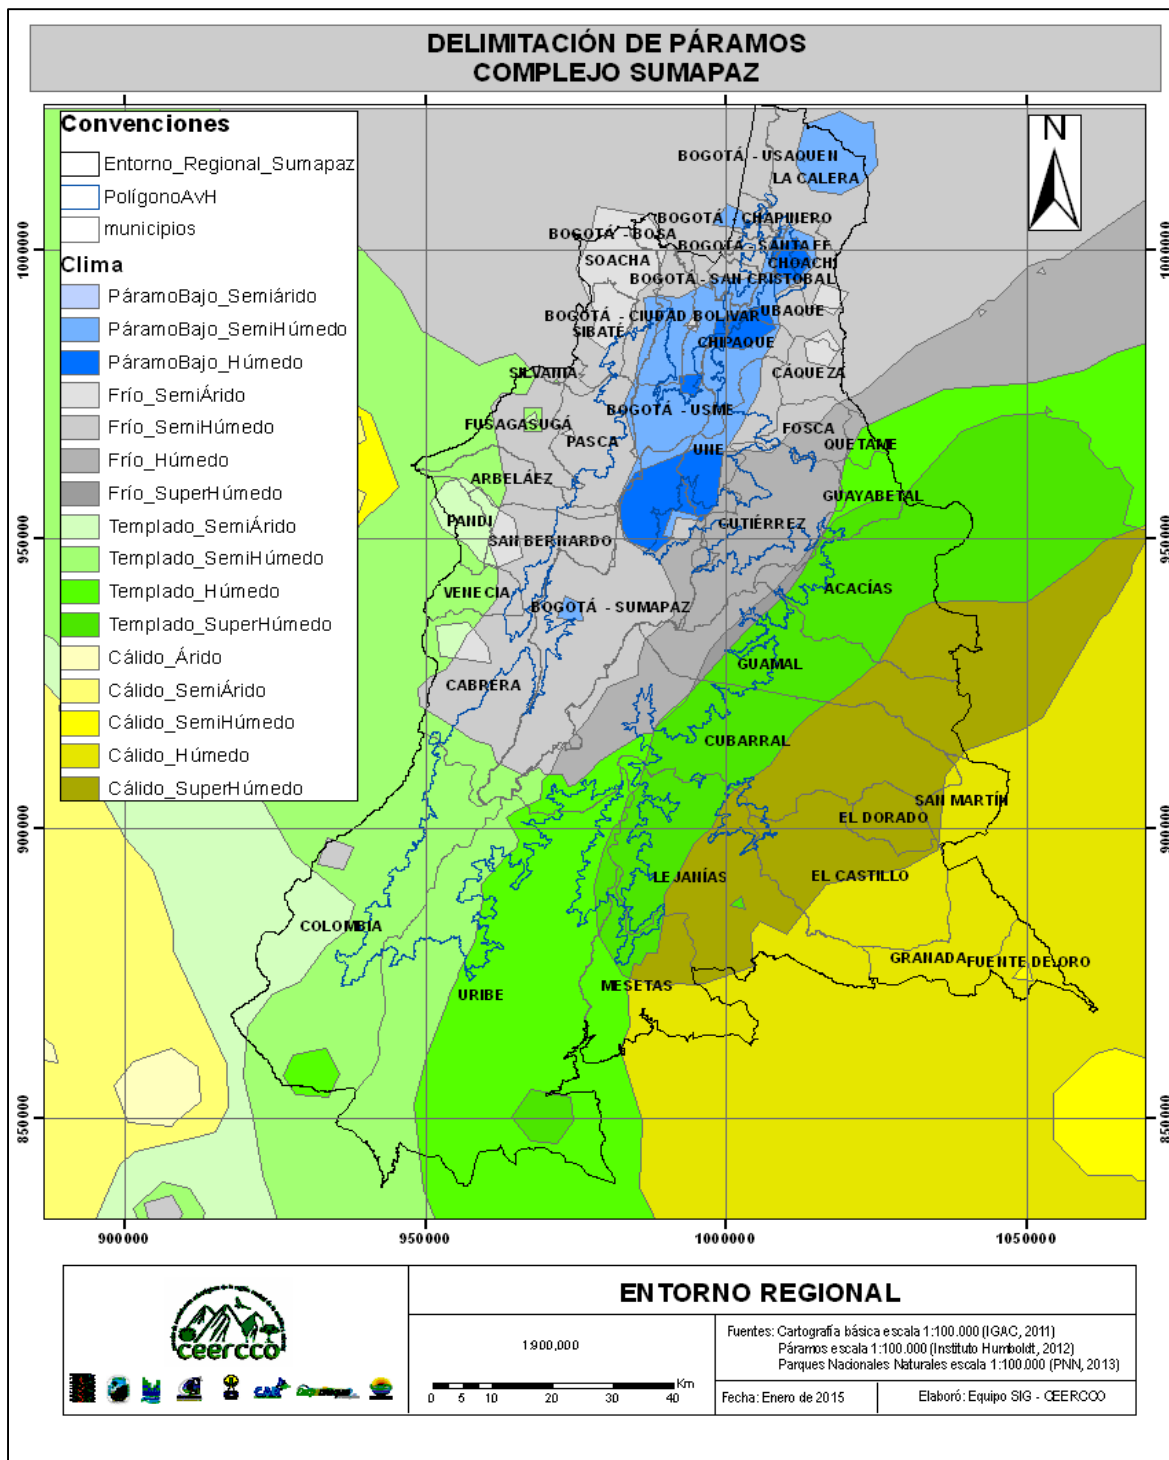 DELIMITACIÓN DE PÁRAMOS
COMPLEJO SUMAPAZ
Convenciones
Entorno_Regional_Sumapaz
PolígonoAvH
municipios
Clima
PáramoBajo_Semiárido
PáramoBajo_SemiHúmedo
PáramoBajo_Húmedo
Frío_SemiÁrido
Frío_SemiHúmedo
Frío_Húmedo
Frío_SuperHúmedo
Templado_SemiÁrido
Templado_SemiHúmedo
Templado_Húmedo
Templado_SuperHúmedo
Cálido_Árido
Cálido_SemiÁrido
Cálido_SemiHúmedo
Cálido_Húmedo
Cálido_SuperHúmedo
N
BOGOTÁ - USAQUEN
LA CALERA
BOGOTÁ - CHAPINERO
BOGOTÁ - BOSA
BOGOTÁ - SANTA FE
SOACHA
CHOACHÍ
BOGOTÁ - SAN CRISTOBAL
UBAQUE
BOGOTÁ - CIUDAD BOLIVAR
SIBATÉ
CHIPAQUE
SILVANIA
CÁQUEZA
BOGOTÁ - USME
FUSAGASUGÁ
PASCA
FOSCA
QUETAME
UNE
ARBELÁEZ
GUAYABETAL
PANDI
GUTIÉRREZ
SAN BERNARDO
VENECIA
ACACÍAS
BOGOTÁ - SUMAPAZ
GUAMAL
CABRERA
CUBARRAL
SAN MARTÍN
EL DORADO
LEJANÍAS
EL CASTILLO
COLOMBIA
GRANADA
FUENTE DE ORO
MESETAS
URIBE
1000000
950000
900000
850000
1000000
950000
900000
850000
900000
950000
1000000
1050000
ceercco
CAR
ENTORNO REGIONAL
1:900,000
Km
0 5 10 20 30 40
Fuentes: Cartografía básica escala 1:100.000 (IGAC, 2011)
Páramos escala 1:100.000 (Instituto Humboldt, 2012)
Parques Nacionales Naturales escala 1:100.000 (PNN, 2013)
Fecha: Enero de 2015
Elaboró: Equipo SIG - CEERCCO